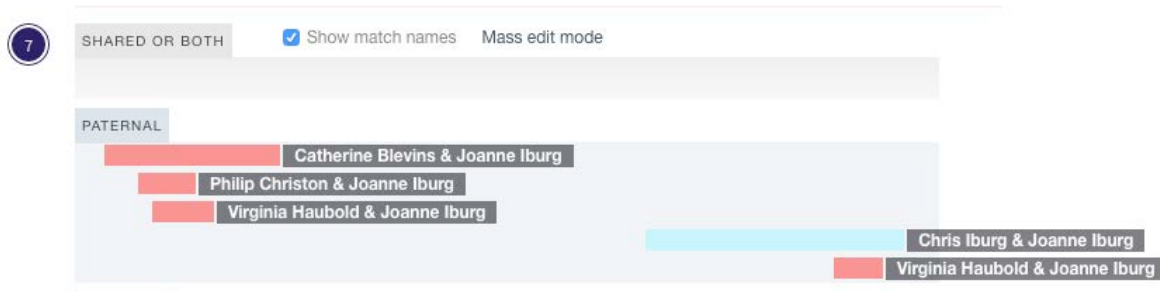 7
SHARED OR BOTH Show match names Mass edit mode
PATERNAL
Catherine Blevins & Joanne Iburg
Philip Christon & Joanne Iburg
Virginia Haubold & Joanne Iburg
Chris Iburg & Joanne Iburg
Virginia Haubold & Joanne Iburg